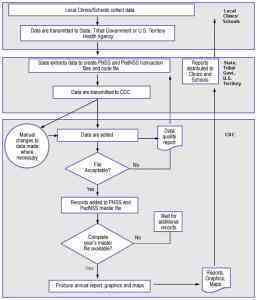 Local Clinics/Schools collect data
Local
Clinics/
Schools
Data are transmitted to State, Tribal Government or U.S. Territory
Health Agency
State extracts data to create PNSS and PedNSS transaction
files and node file
Reports
distributed to
Clinics and
Schools
State,
Tribal
Govt.,
U.S.
Territory
Data are transmitted to CDC
Manual
changes to
data made
where
necessary
Data are edited
Data
quality
report
CDC
File
Acceptable?
No
Yes
Records added to PNSS and
PedNSS master file
Wait for
additional
records
Complete
year's master
file available?
No
Yes
Produce annual report, graphics and maps
Reports,
Graphics,
Maps